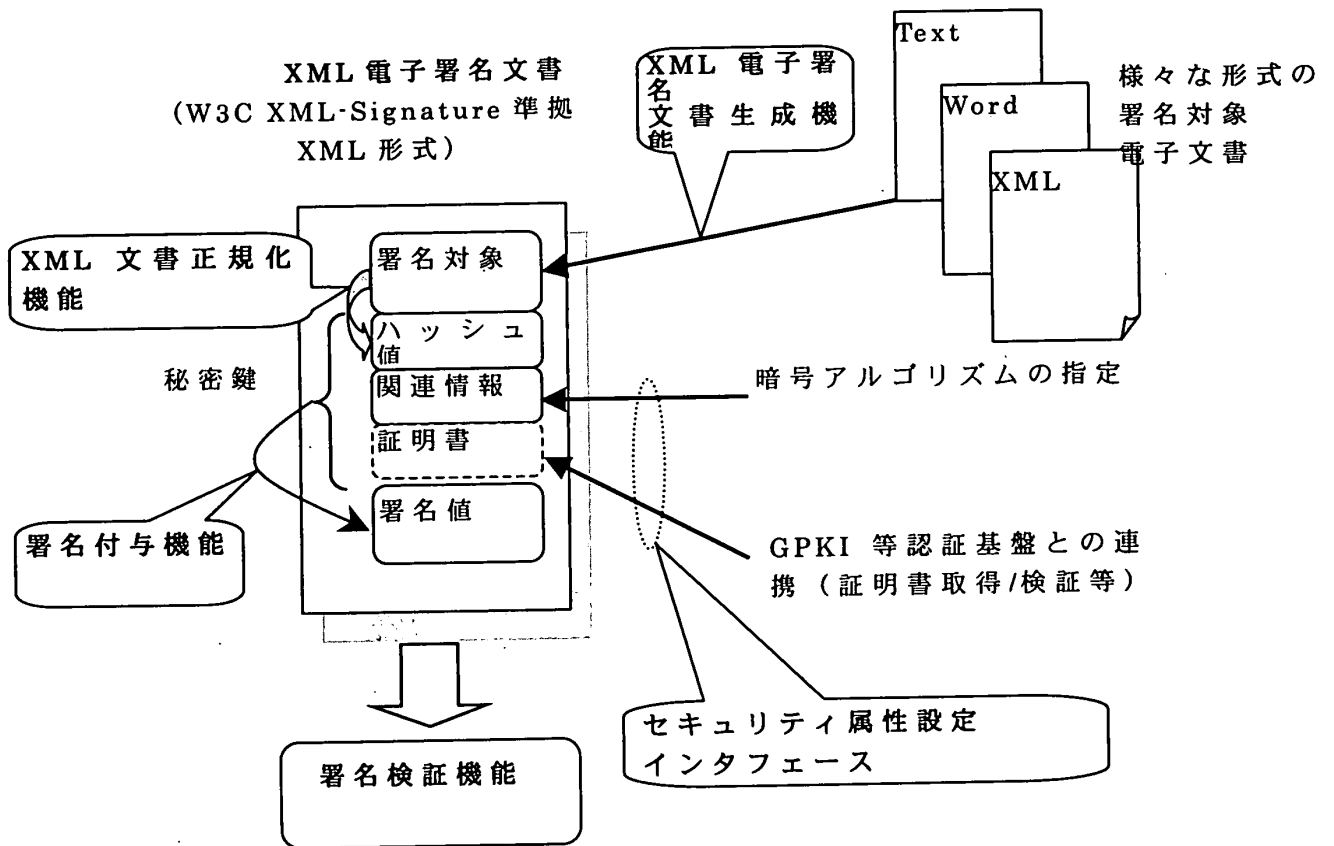 XML 電子署名文書
(W3C XML-Signature 準拠
XML 形式)
XML 電子署
名
文書生成機
能
Text
Word
XML
様々な形式の
署名対象
電子文書
XML 文書正規化
機能
署名対象
ハッシュ
値
関連情報
証明書
署名値
秘密鍵
暗号アルゴリズムの指定
署名付与機能
GPKI 等認証基盤との連
携 (証明書取得/検証等)
セキュリティ属性設定
インタフェース
署名検証機能